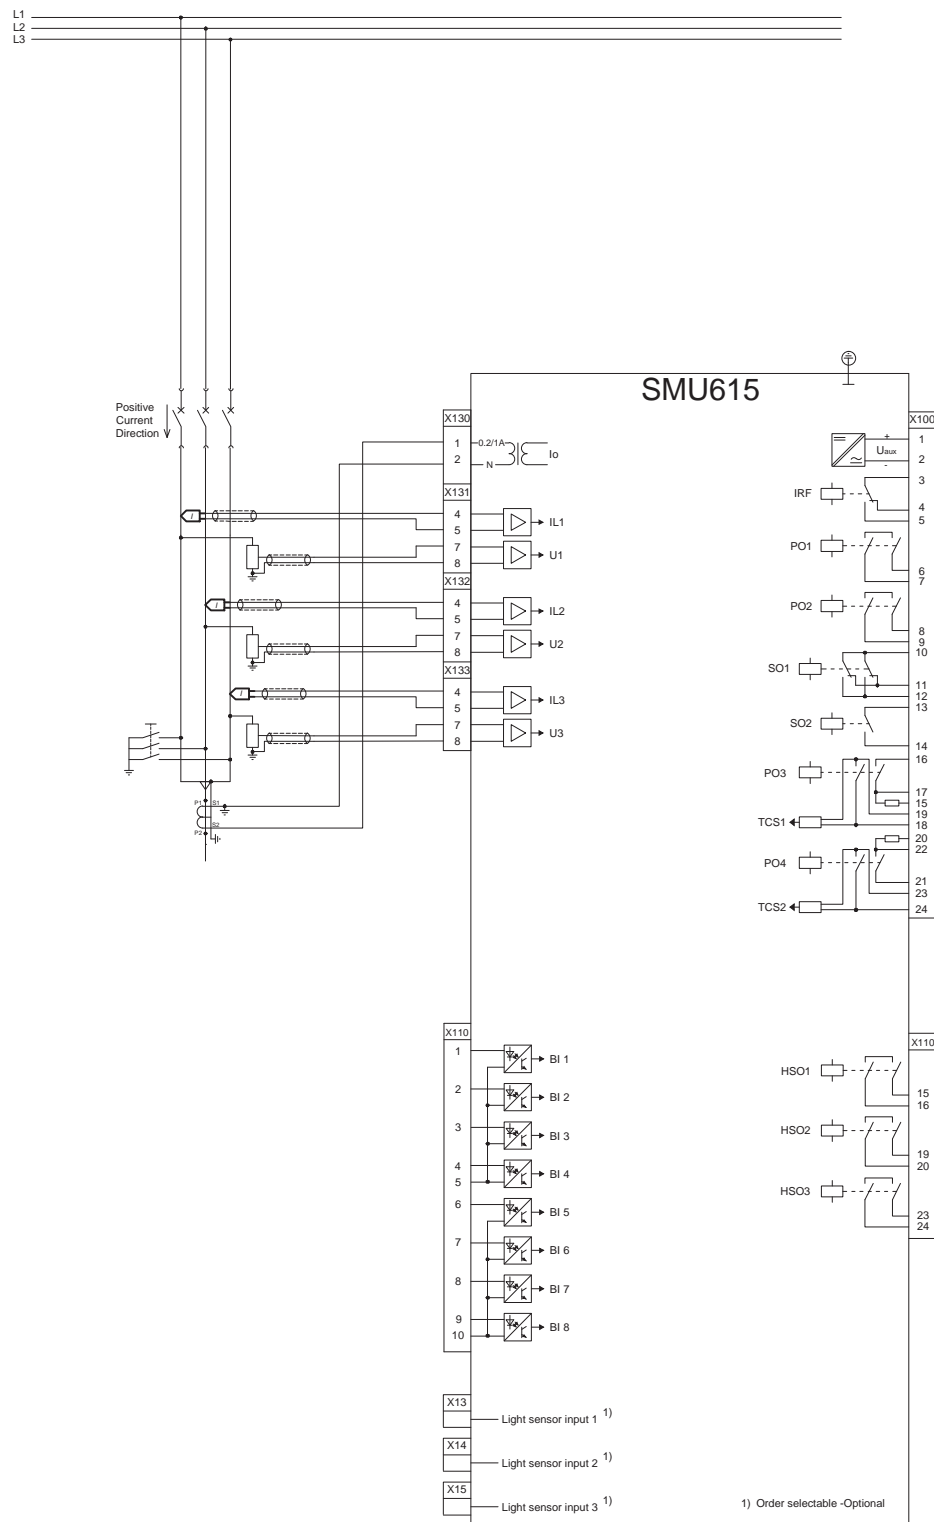 L1
L2
L3
SMU615
Positive
Current
Direction
X130
1
2
0.2/1A
N
Io
X131
4
5
7
8
IL1
U1
X132
4
5
7
8
IL2
U2
X133
4
5
7
8
IL3
U3
I
I
I
P1
S1
S2
P2
X100
+
Uaux
-
1
2
3
IRF
4
5
PO1
6
7
PO2
8
9
10
SO1
11
12
13
SO2
14
16
PO3
17
15
19
TCS1
18
20
22
PO4
21
23
TCS2
24
X110
1
BI 1
2
BI 2
3
BI 3
4
BI 4
5
6
BI 5
7
BI 6
8
BI 7
9
BI 8
10
X110
HSO1
15
16
HSO2
19
20
HSO3
23
24
X13
Light sensor input 1 1)
X14
Light sensor input 2 1)
X15
Light sensor input 3 1)
1) Order selectable -Optional